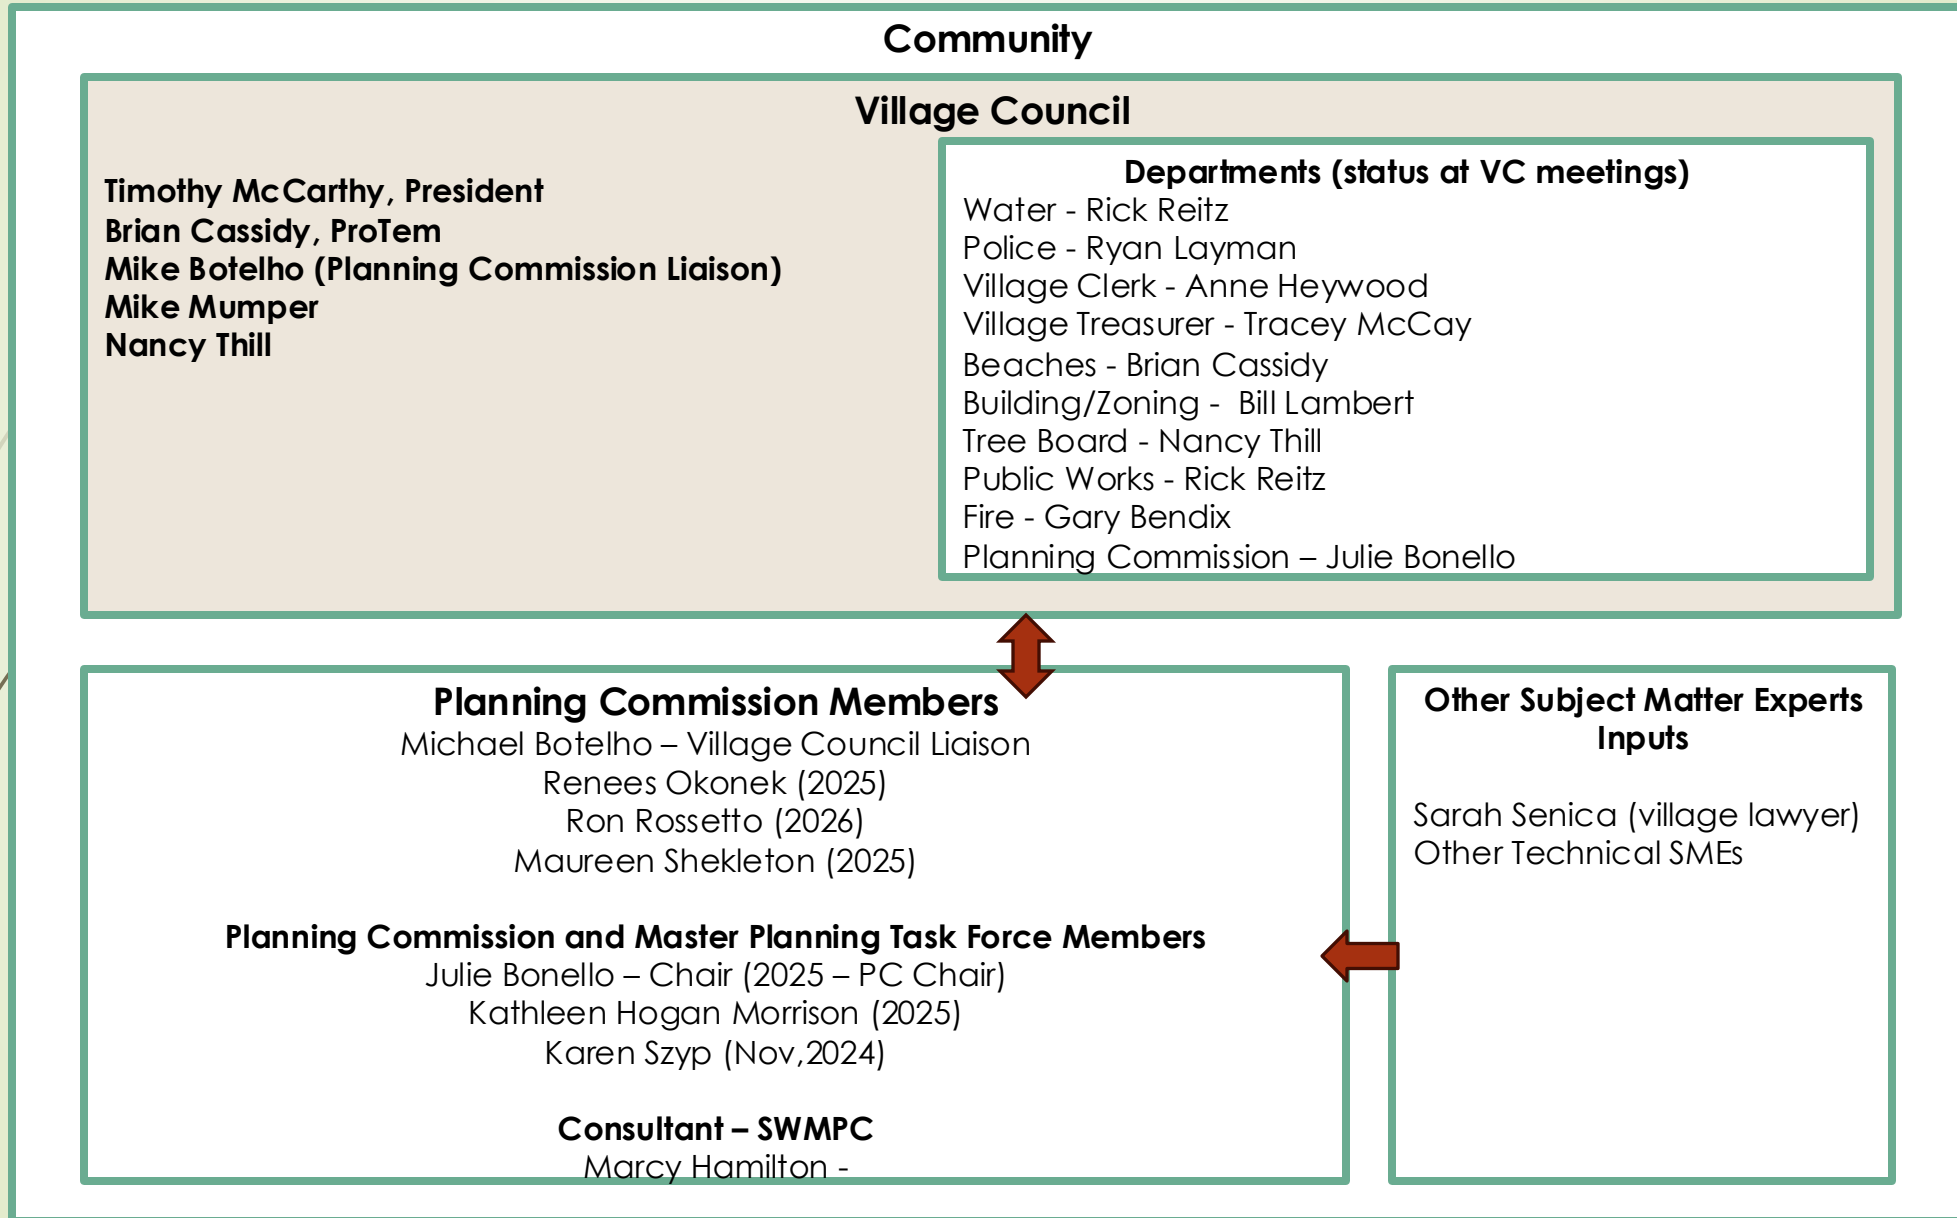 Community
Village Council
Timothy McCarthy, President
Brian Cassidy, ProTem
Mike Botelho (Planning Commission Liaison)
Mike Mumper
Nancy Thill
Departments (status at VC meetings)
Water - Rick Reitz
Police - Ryan Layman
Village Clerk - Anne Heywood
Village Treasurer - Tracey McCay
Beaches - Brian Cassidy
Building/Zoning -  Bill Lambert
Tree Board - Nancy Thill
Public Works - Rick Reitz
Fire - Gary Bendix
Planning Commission – Julie Bonello
Planning Commission Members
Michael Botelho – Village Council Liaison
Renees Okonek (2025)
Ron Rossetto (2026)
Maureen Shekleton (2025)
Planning Commission and Master Planning Task Force Members
Julie Bonello – Chair (2025 – PC Chair)
Kathleen Hogan Morrison (2025)
Karen Szyp (Nov,2024)
Consultant – SWMPC
Marcy Hamilton -
Other Subject Matter Experts
Inputs
Sarah Senica (village lawyer)
Other Technical SMEs